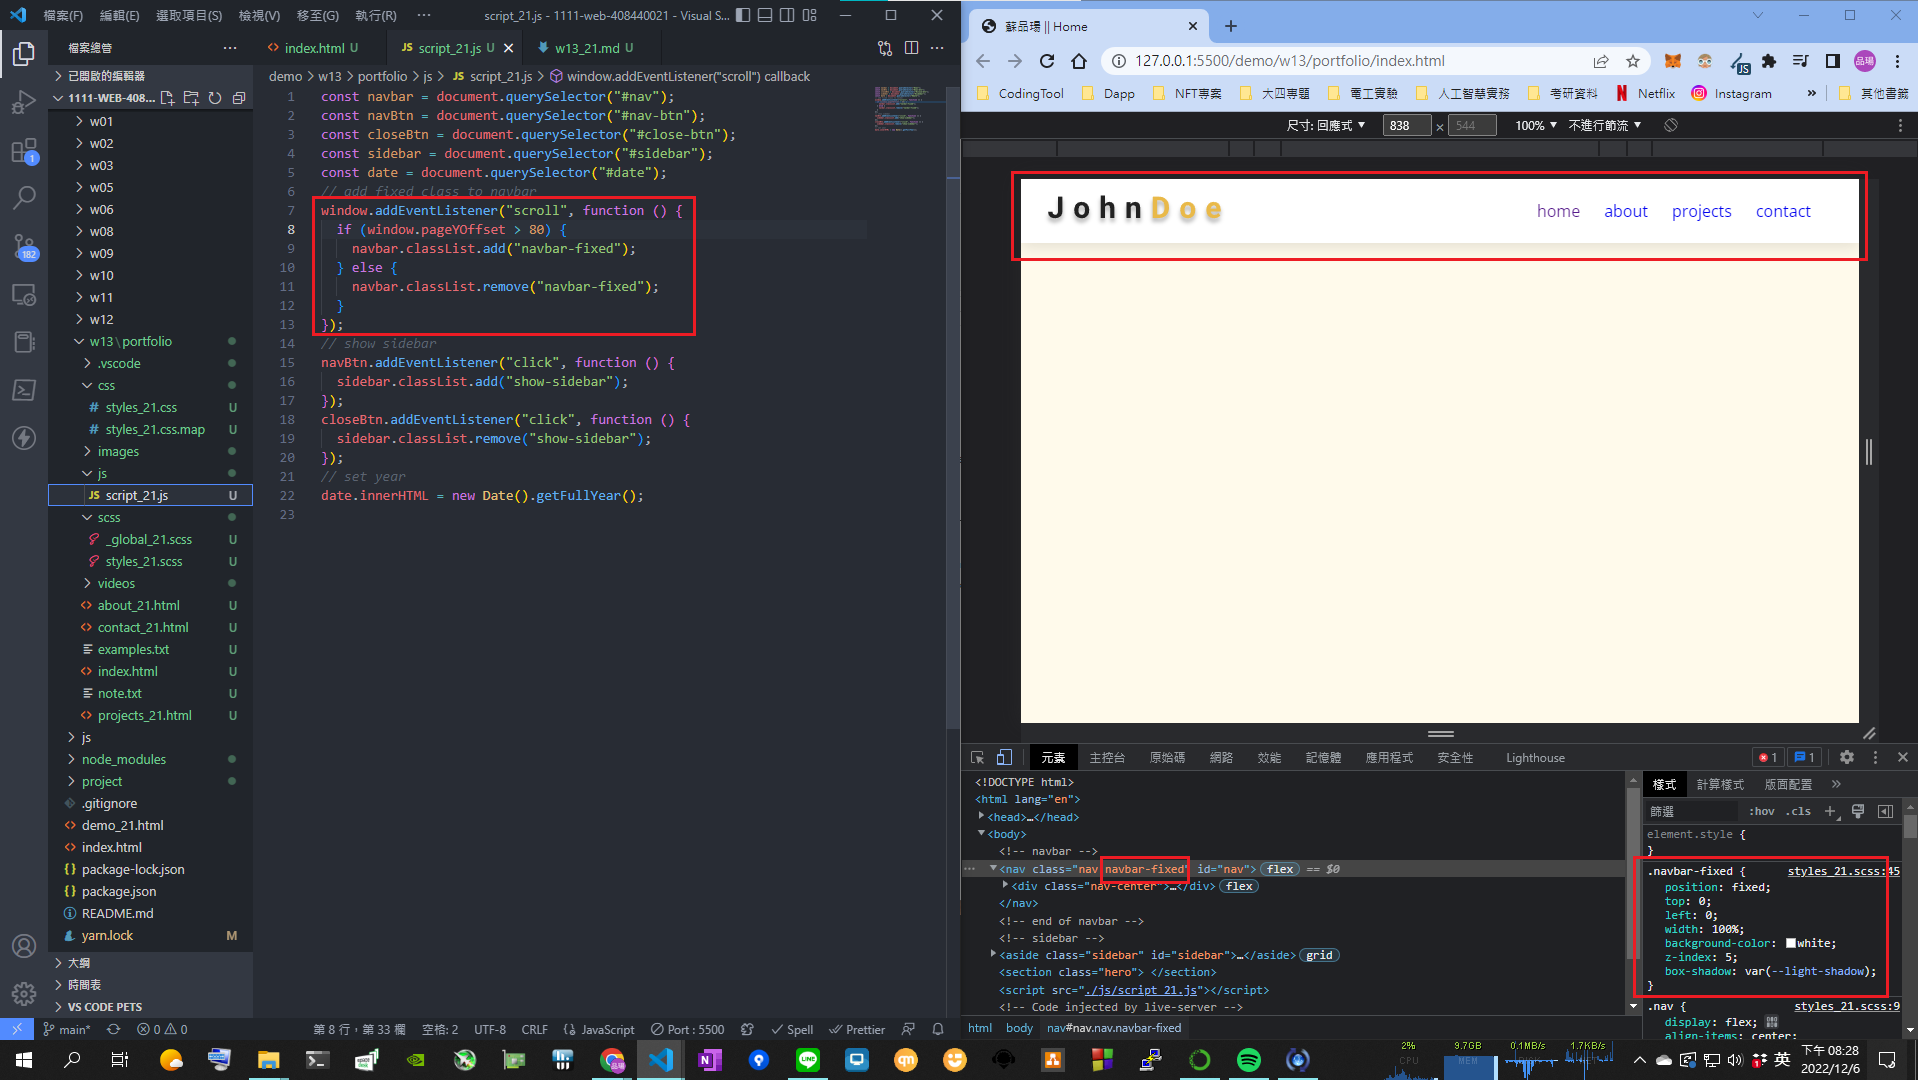 檔案(F) 編輯(E) 選取項目(S) 檢視(V) 移至(G) 執行(R) ··· script_21.js - 1111-web-408440021 - Visual S...
檔案總管 ···
index.html U
JS script_21.js U
w13_21.md U
demo > w13 > portfolio > js > JS script_21.js > window.addEventListener("scroll") callback
已開啟的編輯器
1111-WEB-408...
w01
w02
w03
w05
w06
w08
w09
w10
w11
w12
w13\portfolio
.vscode
css
# styles_21.css U
# styles_21.css.map U
images
js
JS script_21.js U
scss
_global_21.scss U
styles_21.scss U
videos
about_21.html U
contact_21.html U
examples.txt U
index.html U
note.txt U
projects_21.html U
js
node_modules
project
.gitignore
demo_21.html
index.html
package-lock.json
package.json
README.md
yarn.lock M
大綱
時間表
VS CODE PETS
1
182
1 const navbar = document.querySelector("#nav");
2 const navBtn = document.querySelector("#nav-btn");
3 const closeBtn = document.querySelector("#close-btn");
4 const sidebar = document.querySelector("#sidebar");
5 const date = document.querySelector("#date");
6 // add fixed class to navbar
7 window.addEventListener("scroll", function () {
8 if (window.pageYOffset > 80) {
9 navbar.classList.add("navbar-fixed");
10 } else {
11 navbar.classList.remove("navbar-fixed");
12 }
13 });
14 // show sidebar
15 navBtn.addEventListener("click", function () {
16 sidebar.classList.add("show-sidebar");
17 });
18 closeBtn.addEventListener("click", function () {
19 sidebar.classList.remove("show-sidebar");
20 });
21 // set year
22 date.innerHTML = new Date().getFullYear();
23
main* 0 0 第 8 行，第 33 欄 空格: 2 UTF-8 CRLF {} JavaScript Port : 5500 Spell Prettier
蘇品瑒 || Home
127.0.0.1:5500/demo/w13/portfolio/index.html
JS
品瑒
CodingTool Dapp NFT專案 大四專題 電工實驗 人工智慧實務 考研資料 Netflix Instagram » 其他書籤
尺寸: 回應式 838 × 544 100% 不進行節流
JohnDoe
home about projects contact
元素 主控台 原始碼 網路 效能 記憶體 應用程式 安全性 Lighthouse 1 1
<!DOCTYPE html>
<html lang="en">
<head>…</head>
<body>
<!-- navbar -->
<nav class="nav navbar-fixed" id="nav"> flex == $0
<div class="nav-center">…</div> flex
</nav>
<!-- end of navbar -->
<!-- sidebar -->
<aside class="sidebar" id="sidebar">…</aside> grid
<section class="hero"> </section>
<script src="./js/script_21.js"></script>
<!-- Code injected by live-server -->
html body nav#nav.nav.navbar-fixed
樣式 計算樣式 版面配置 »
篩選 :hov .cls +
element.style {
}
.navbar-fixed { styles_21.scss:45
position: fixed;
top: 0;
left: 0;
width: 100%;
background-color: white;
z-index: 5;
box-shadow: var(--light-shadow);
}
.nav { styles_21.scss:9
display: flex;
align-items: center;
2% 9.7GB 0.1MB/s 1.7KB/s
CPU MEM
英 下午 08:28
2022/12/6